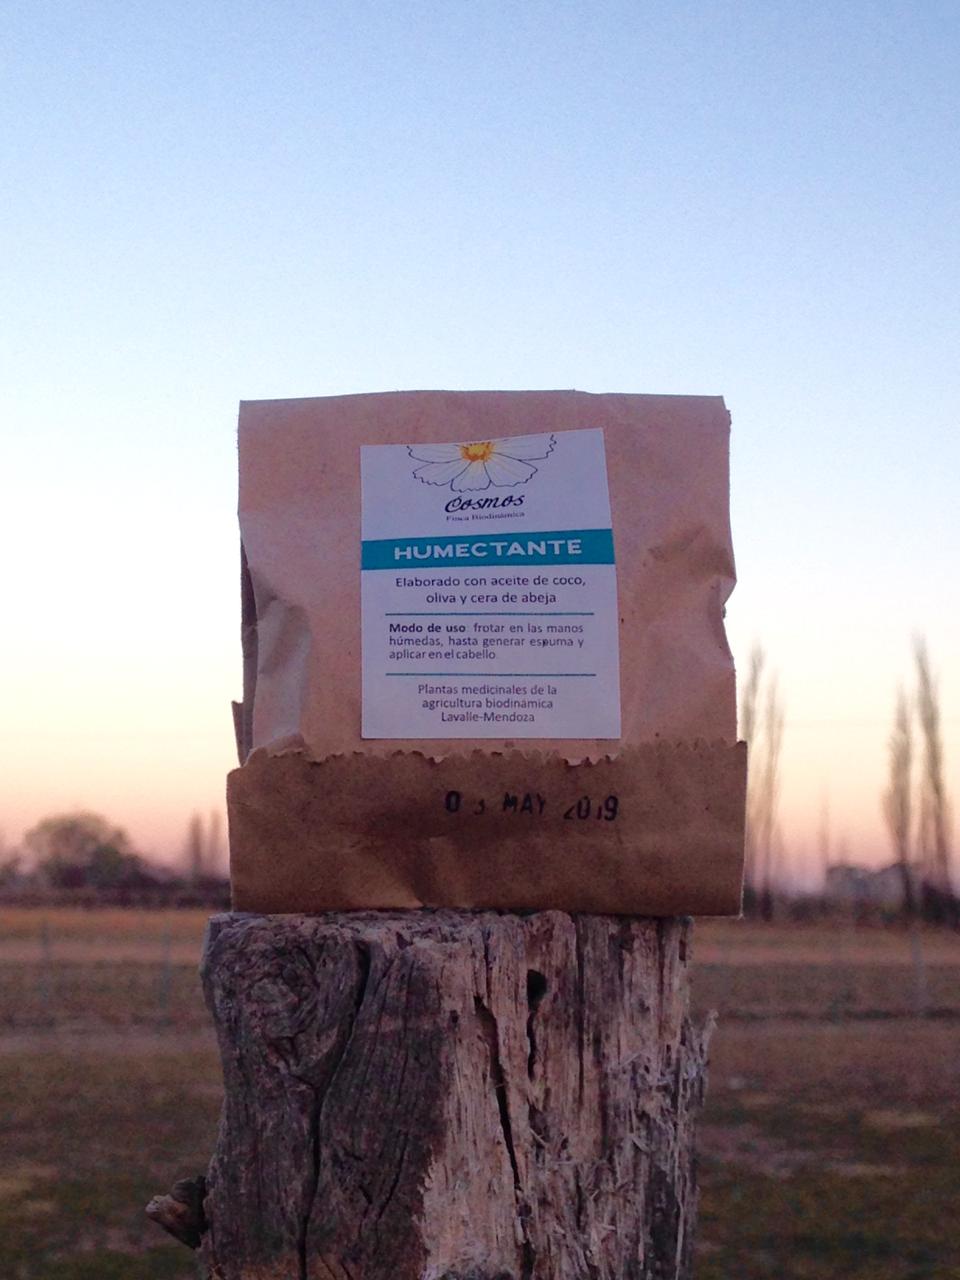 Cosmos
Finca Biodinámica
HUMECTANTE
Elaborado con aceite de coco,
oliva y cera de abeja
Modo de uso: frotar en las manos
húmedas, hasta generar espuma y
aplicar en el cabello.
Plantas medicinales de la
agricultura biodinámica
Lavalle-Mendoza
0 3 MAY 2019